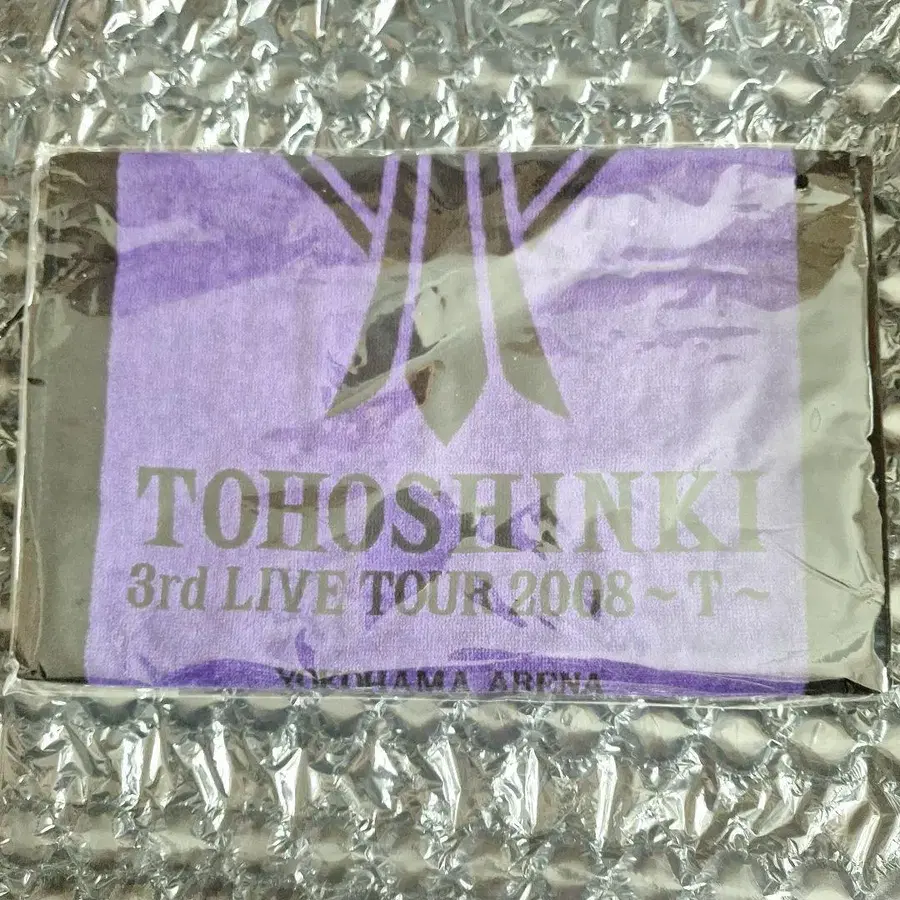 TOHOSHINKI
3rd LIVE TOUR 2008 ~ T ~
YOKOHAMA ARENA